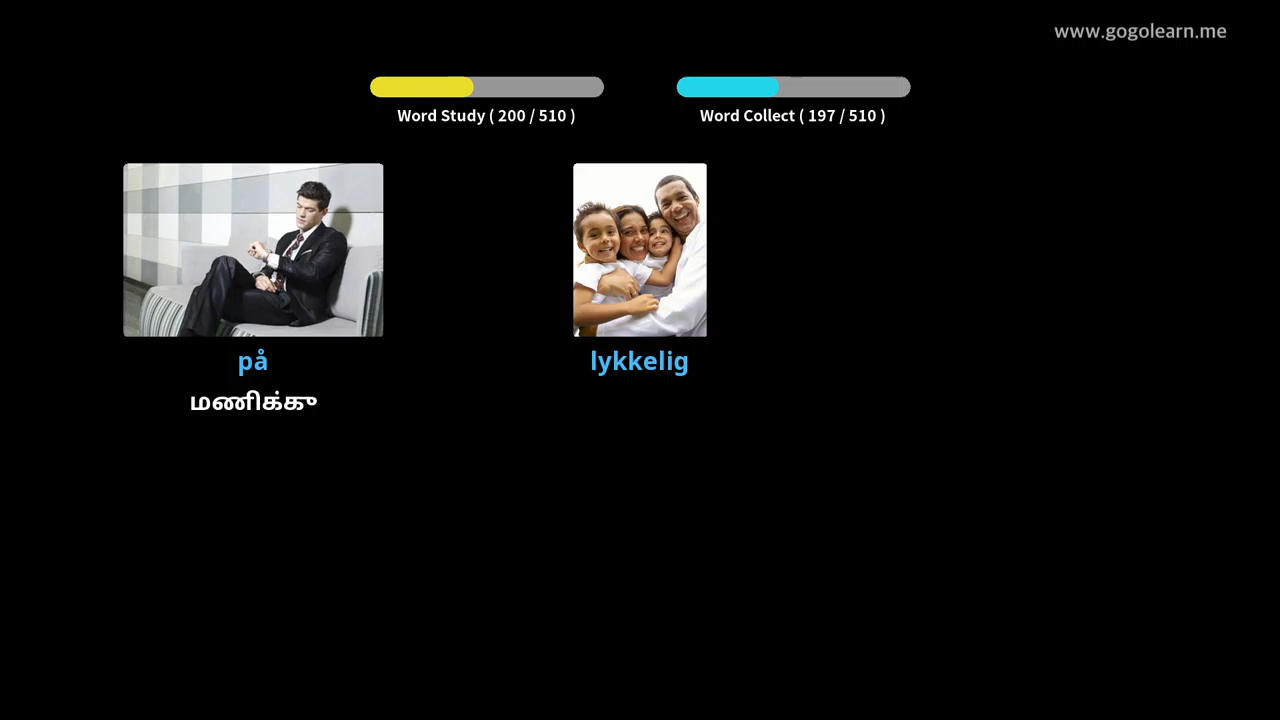 www.gogolearn.me
Word Study ( 200 / 510 )
Word Collect ( 197 / 510 )
på
lykkelig
மணிக்கு